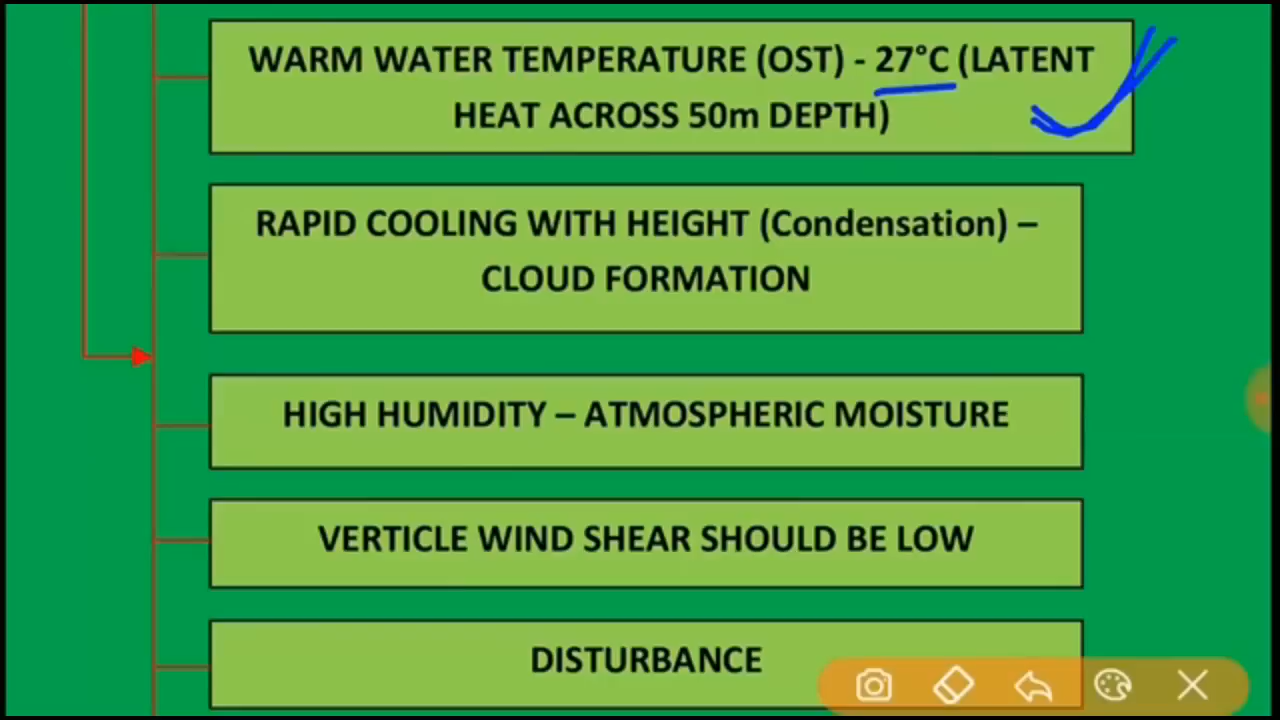 WARM WATER TEMPERATURE (OST) - 27°C (LATENT
HEAT ACROSS 50m DEPTH)
RAPID COOLING WITH HEIGHT (Condensation) –
CLOUD FORMATION
HIGH HUMIDITY – ATMOSPHERIC MOISTURE
VERTICLE WIND SHEAR SHOULD BE LOW
DISTURBANCE